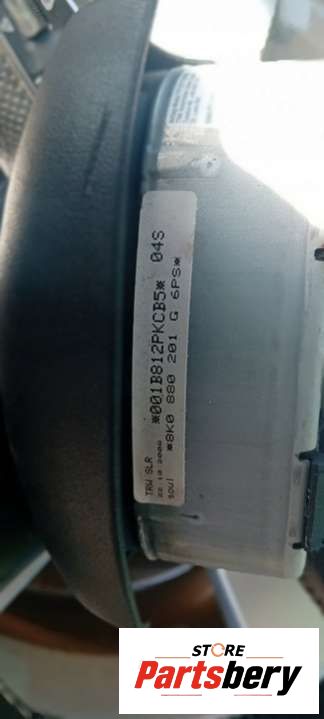 *001B812PKCB5* 04S
*8K0 880 201 G 6PS*
TRW SLR
STORE
Partsbery